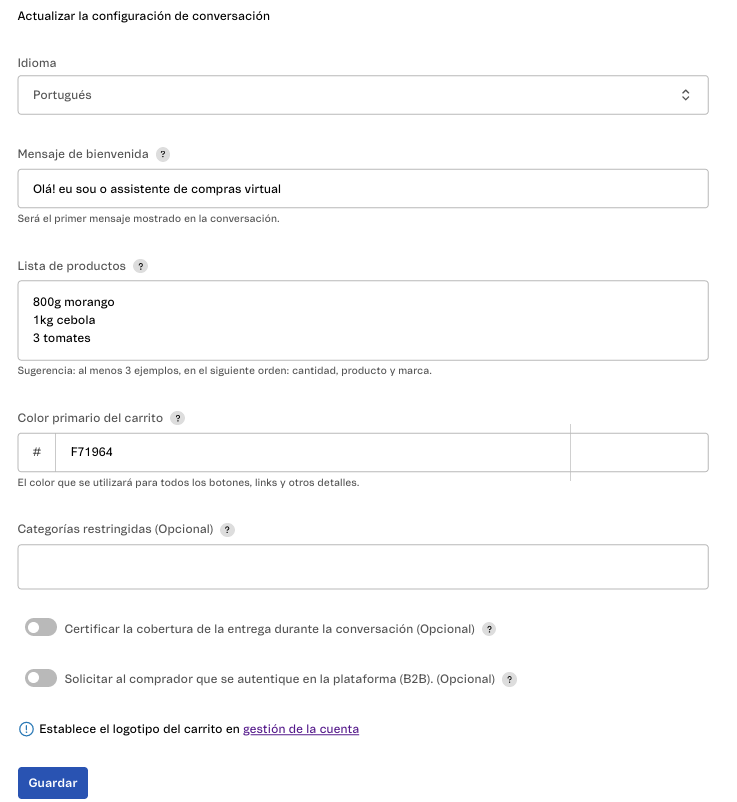 Actualizar la configuración de conversación
Idioma
Portugués
Mensaje de bienvenida ?
Olá! eu sou o assistente de compras virtual
Será el primer mensaje mostrado en la conversación.
Lista de productos ?
800g morango
1kg cebola
3 tomates
Sugerencia: al menos 3 ejemplos, en el siguiente orden: cantidad, producto y marca.
Color primario del carrito ?
# F71964
El color que se utilizará para todos los botones, links y otros detalles.
Categorías restringidas (Opcional) ?
Certificar la cobertura de la entrega durante la conversación (Opcional) ?
Solicitar al comprador que se autentique en la plataforma (B2B). (Opcional) ?
! Establece el logotipo del carrito en gestión de la cuenta
Guardar